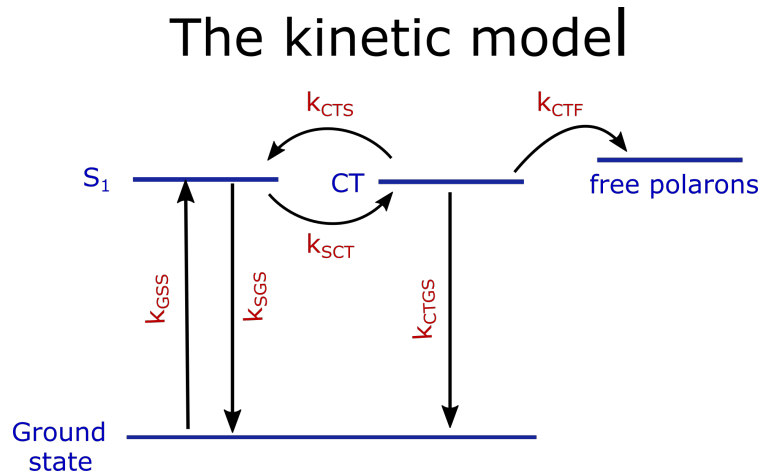 The kinetic model
k_CTS
k_CTF
S_1
CT
free polarons
k_SCT
k_GSS
k_SGS
k_CTGS
Ground
state